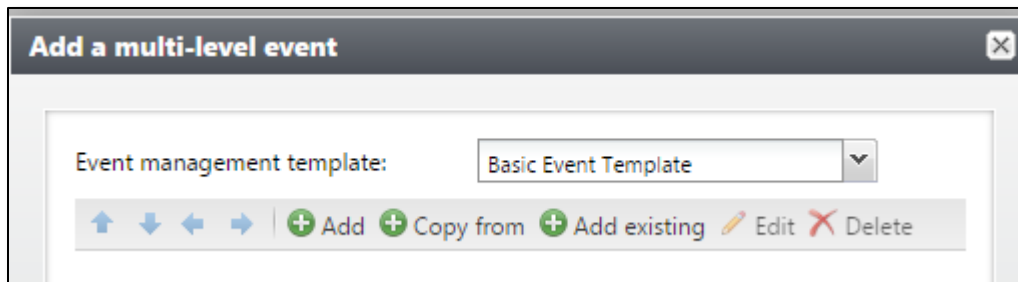 Add a multi-level event
Event management template: Basic Event Template
Add Copy from Add existing Edit Delete